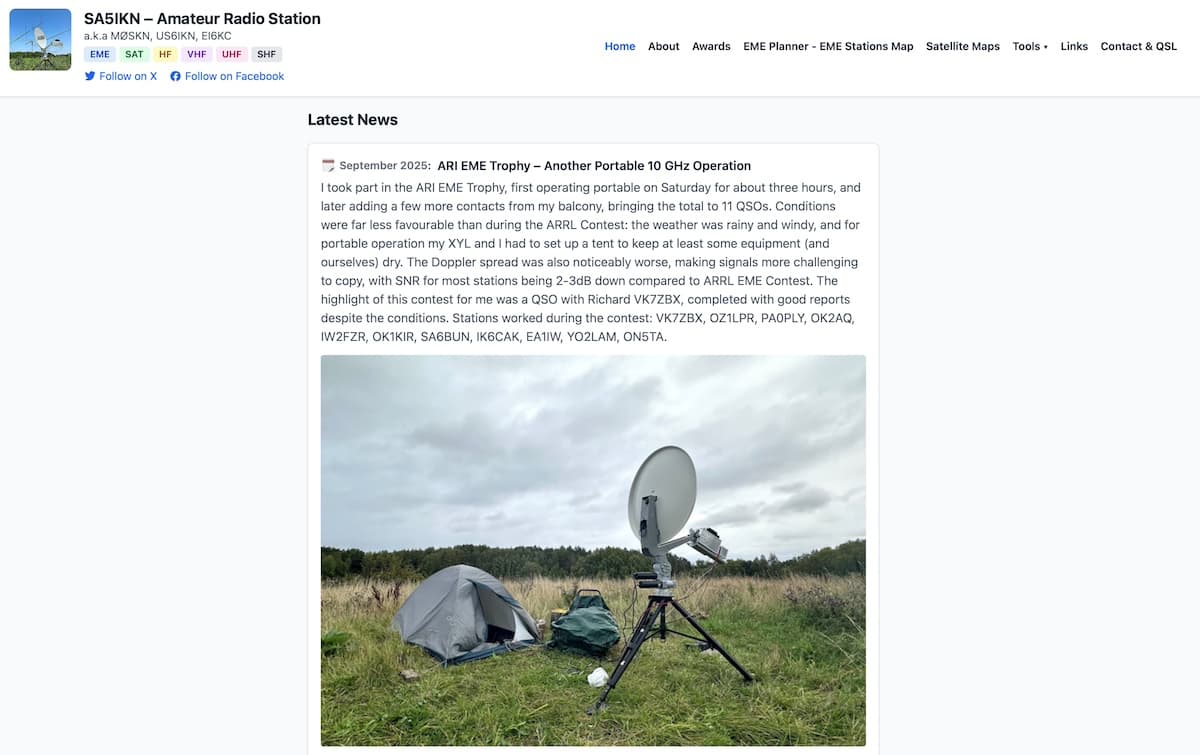 SA5IKN – Amateur Radio Station
a.k.a MØSKN, US6IKN, EI6KC
EME SAT HF VHF UHF SHF
Follow on X Follow on Facebook
Home About Awards EME Planner - EME Stations Map Satellite Maps Tools ▾ Links Contact & QSL
Latest News
September 2025: ARI EME Trophy – Another Portable 10 GHz Operation
I took part in the ARI EME Trophy, first operating portable on Saturday for about three hours, and
later adding a few more contacts from my balcony, bringing the total to 11 QSOs. Conditions
were far less favourable than during the ARRL Contest: the weather was rainy and windy, and for
portable operation my XYL and I had to set up a tent to keep at least some equipment (and
ourselves) dry. The Doppler spread was also noticeably worse, making signals more challenging
to copy, with SNR for most stations being 2-3dB down compared to ARRL EME Contest. The
highlight of this contest for me was a QSO with Richard VK7ZBX, completed with good reports
despite the conditions. Stations worked during the contest: VK7ZBX, OZ1LPR, PA0PLY, OK2AQ,
IW2FZR, OK1KIR, SA6BUN, IK6CAK, EA1IW, YO2LAM, ON5TA.